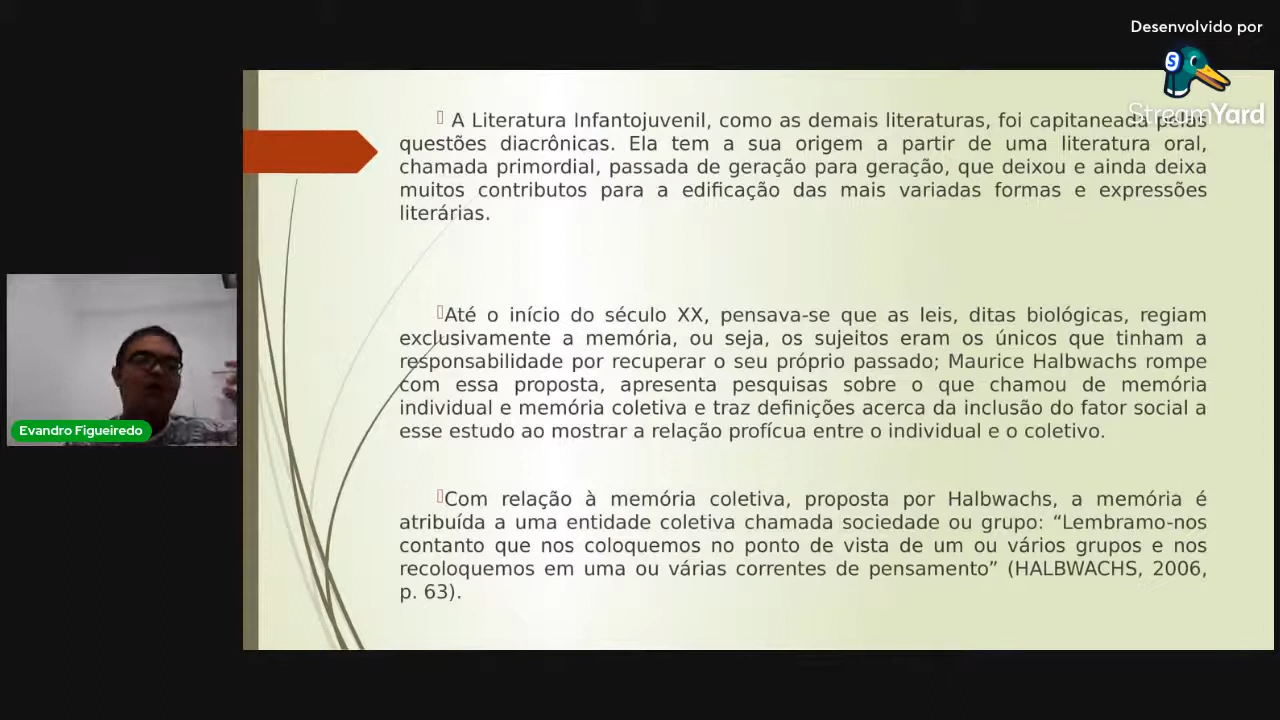 Desenvolvido por
StreamYard
A Literatura Infantojuvenil, como as demais literaturas, foi capitaneada pelas
questões diacrônicas. Ela tem a sua origem a partir de uma literatura oral,
chamada primordial, passada de geração para geração, que deixou e ainda deixa
muitos contributos para a edificação das mais variadas formas e expressões
literárias.
Até o início do século XX, pensava-se que as leis, ditas biológicas, regiam
exclusivamente a memória, ou seja, os sujeitos eram os únicos que tinham a
responsabilidade por recuperar o seu próprio passado; Maurice Halbwachs rompe
com essa proposta, apresenta pesquisas sobre o que chamou de memória
individual e memória coletiva e traz definições acerca da inclusão do fator social a
esse estudo ao mostrar a relação profícua entre o individual e o coletivo.
Com relação à memória coletiva, proposta por Halbwachs, a memória é
atribuída a uma entidade coletiva chamada sociedade ou grupo: “Lembramo-nos
contanto que nos coloquemos no ponto de vista de um ou vários grupos e nos
recoloquemos em uma ou várias correntes de pensamento” (HALBWACHS, 2006,
p. 63).
Evandro Figueiredo